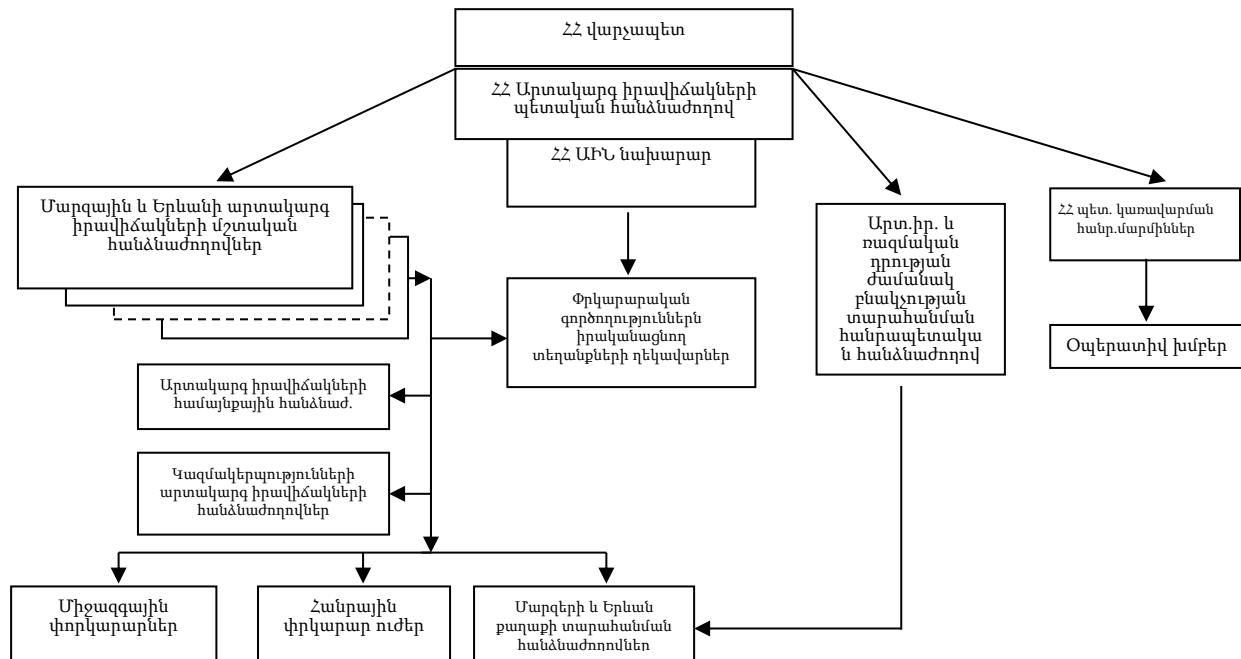 ՀՀ վարչապետ
ՀՀ Արտակարգ իրավիճակների
պետական հանձնաժողով
ՀՀ ԱԻՆ նախարար
Մարզային և Երևանի արտակարգ
իրավիճակների մշտական
հանձնաժողովներ
Արտ.իր. և
ռազմական
դրության
ժամանակ
բնակչության
տարահանման
հանրապետակա
ն հանձնաժողով
ՀՀ պետ. կառավարման
հանր.մարմիններ
Փրկարարական
գործողություններն
իրականացնող
տեղանքների ղեկավարներ
Օպերատիվ խմբեր
Արտակարգ իրավիճակների
համայնքային հանձնաժ.
Կազմակերպությունների
արտակարգ իրավիճակների
հանձնաժողովներ
Միջազգային
փորկարարներ
Հանրային
փրկարար ուժեր
Մարզերի և Երևան
քաղաքի տարահանման
հանձնաժողովներ